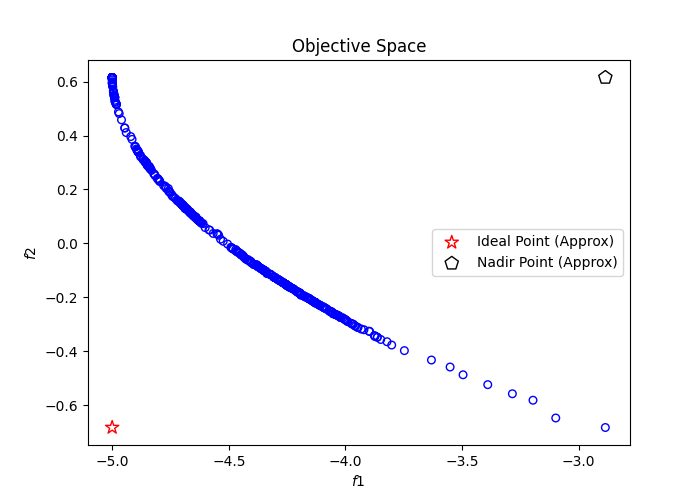 Objective Space
0.6
0.4
0.2
0.0
−0.2
−0.4
−0.6
f2
Ideal Point (Approx)
Nadir Point (Approx)
−5.0 −4.5 −4.0 −3.5 −3.0
f1